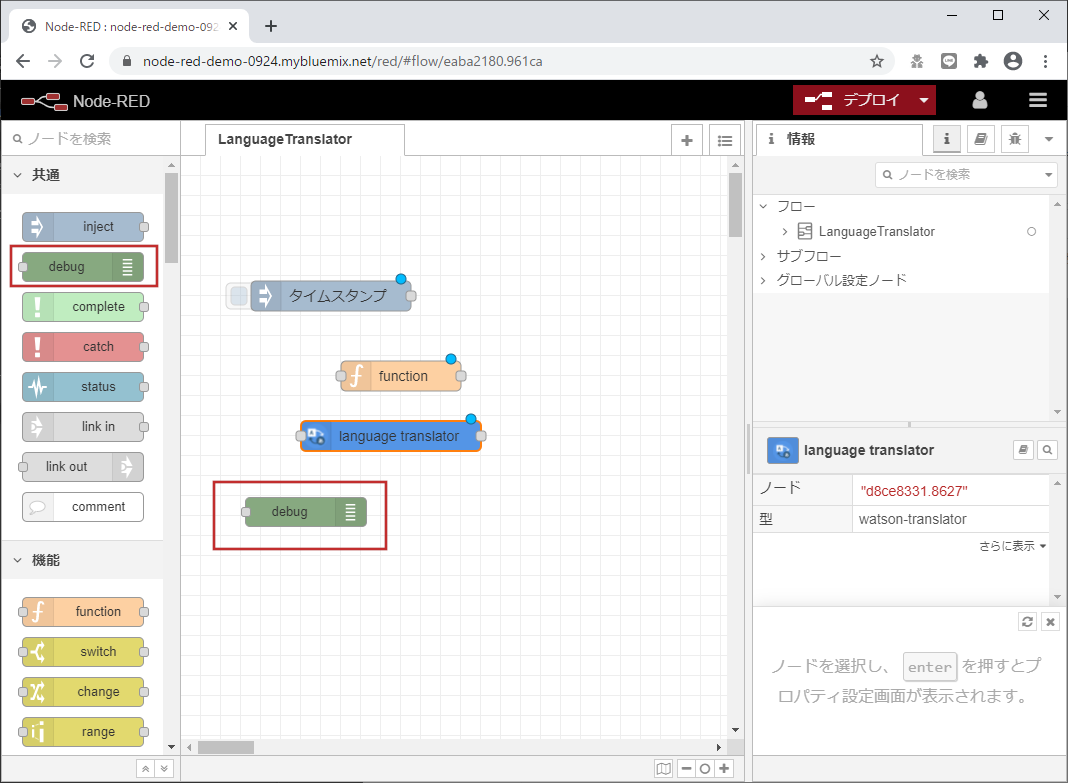 Node-RED : node-red-demo-092
node-red-demo-0924.mybluemix.net/red/#flow/eaba2180.961ca
Node-RED
デプロイ
ノードを検索
共通
inject
debug
complete
catch
status
link in
link out
comment
機能
function
switch
change
range
LanguageTranslator
タイムスタンプ
function
language translator
debug
情報
ノードを検索
フロー
LanguageTranslator
サブフロー
グローバル設定ノード
language translator
ノード "d8ce8331.8627"
型 watson-translator
さらに表示
ノードを選択し、 enter を押すとプ
ロパティ設定画面が表示されます。